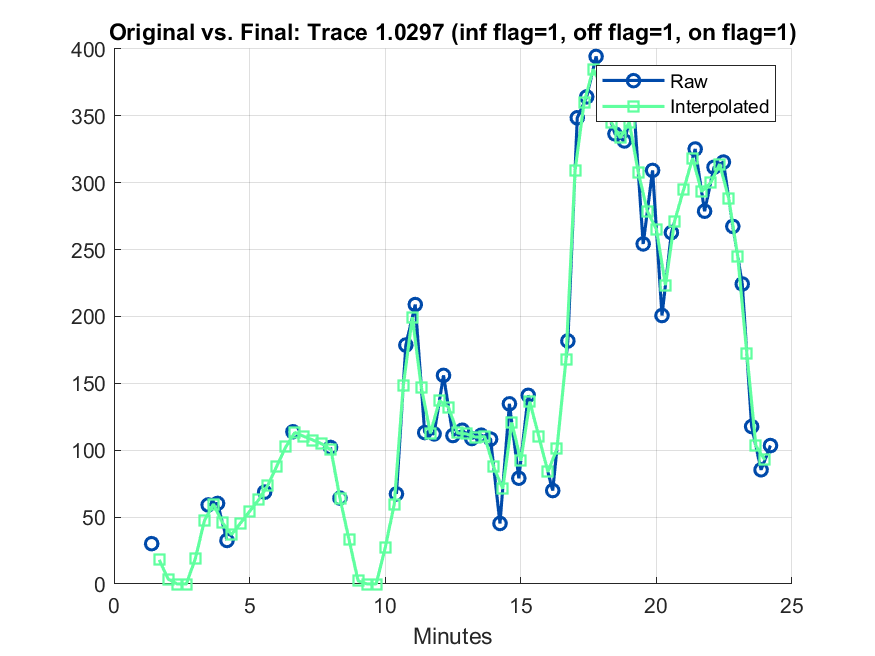 Original vs. Final: Trace 1.0297 (inf flag=1, off flag=1, on flag=1)
400
350
300
250
200
150
100
50
0
Raw
Interpolated
0 5 10 15 20 25
Minutes